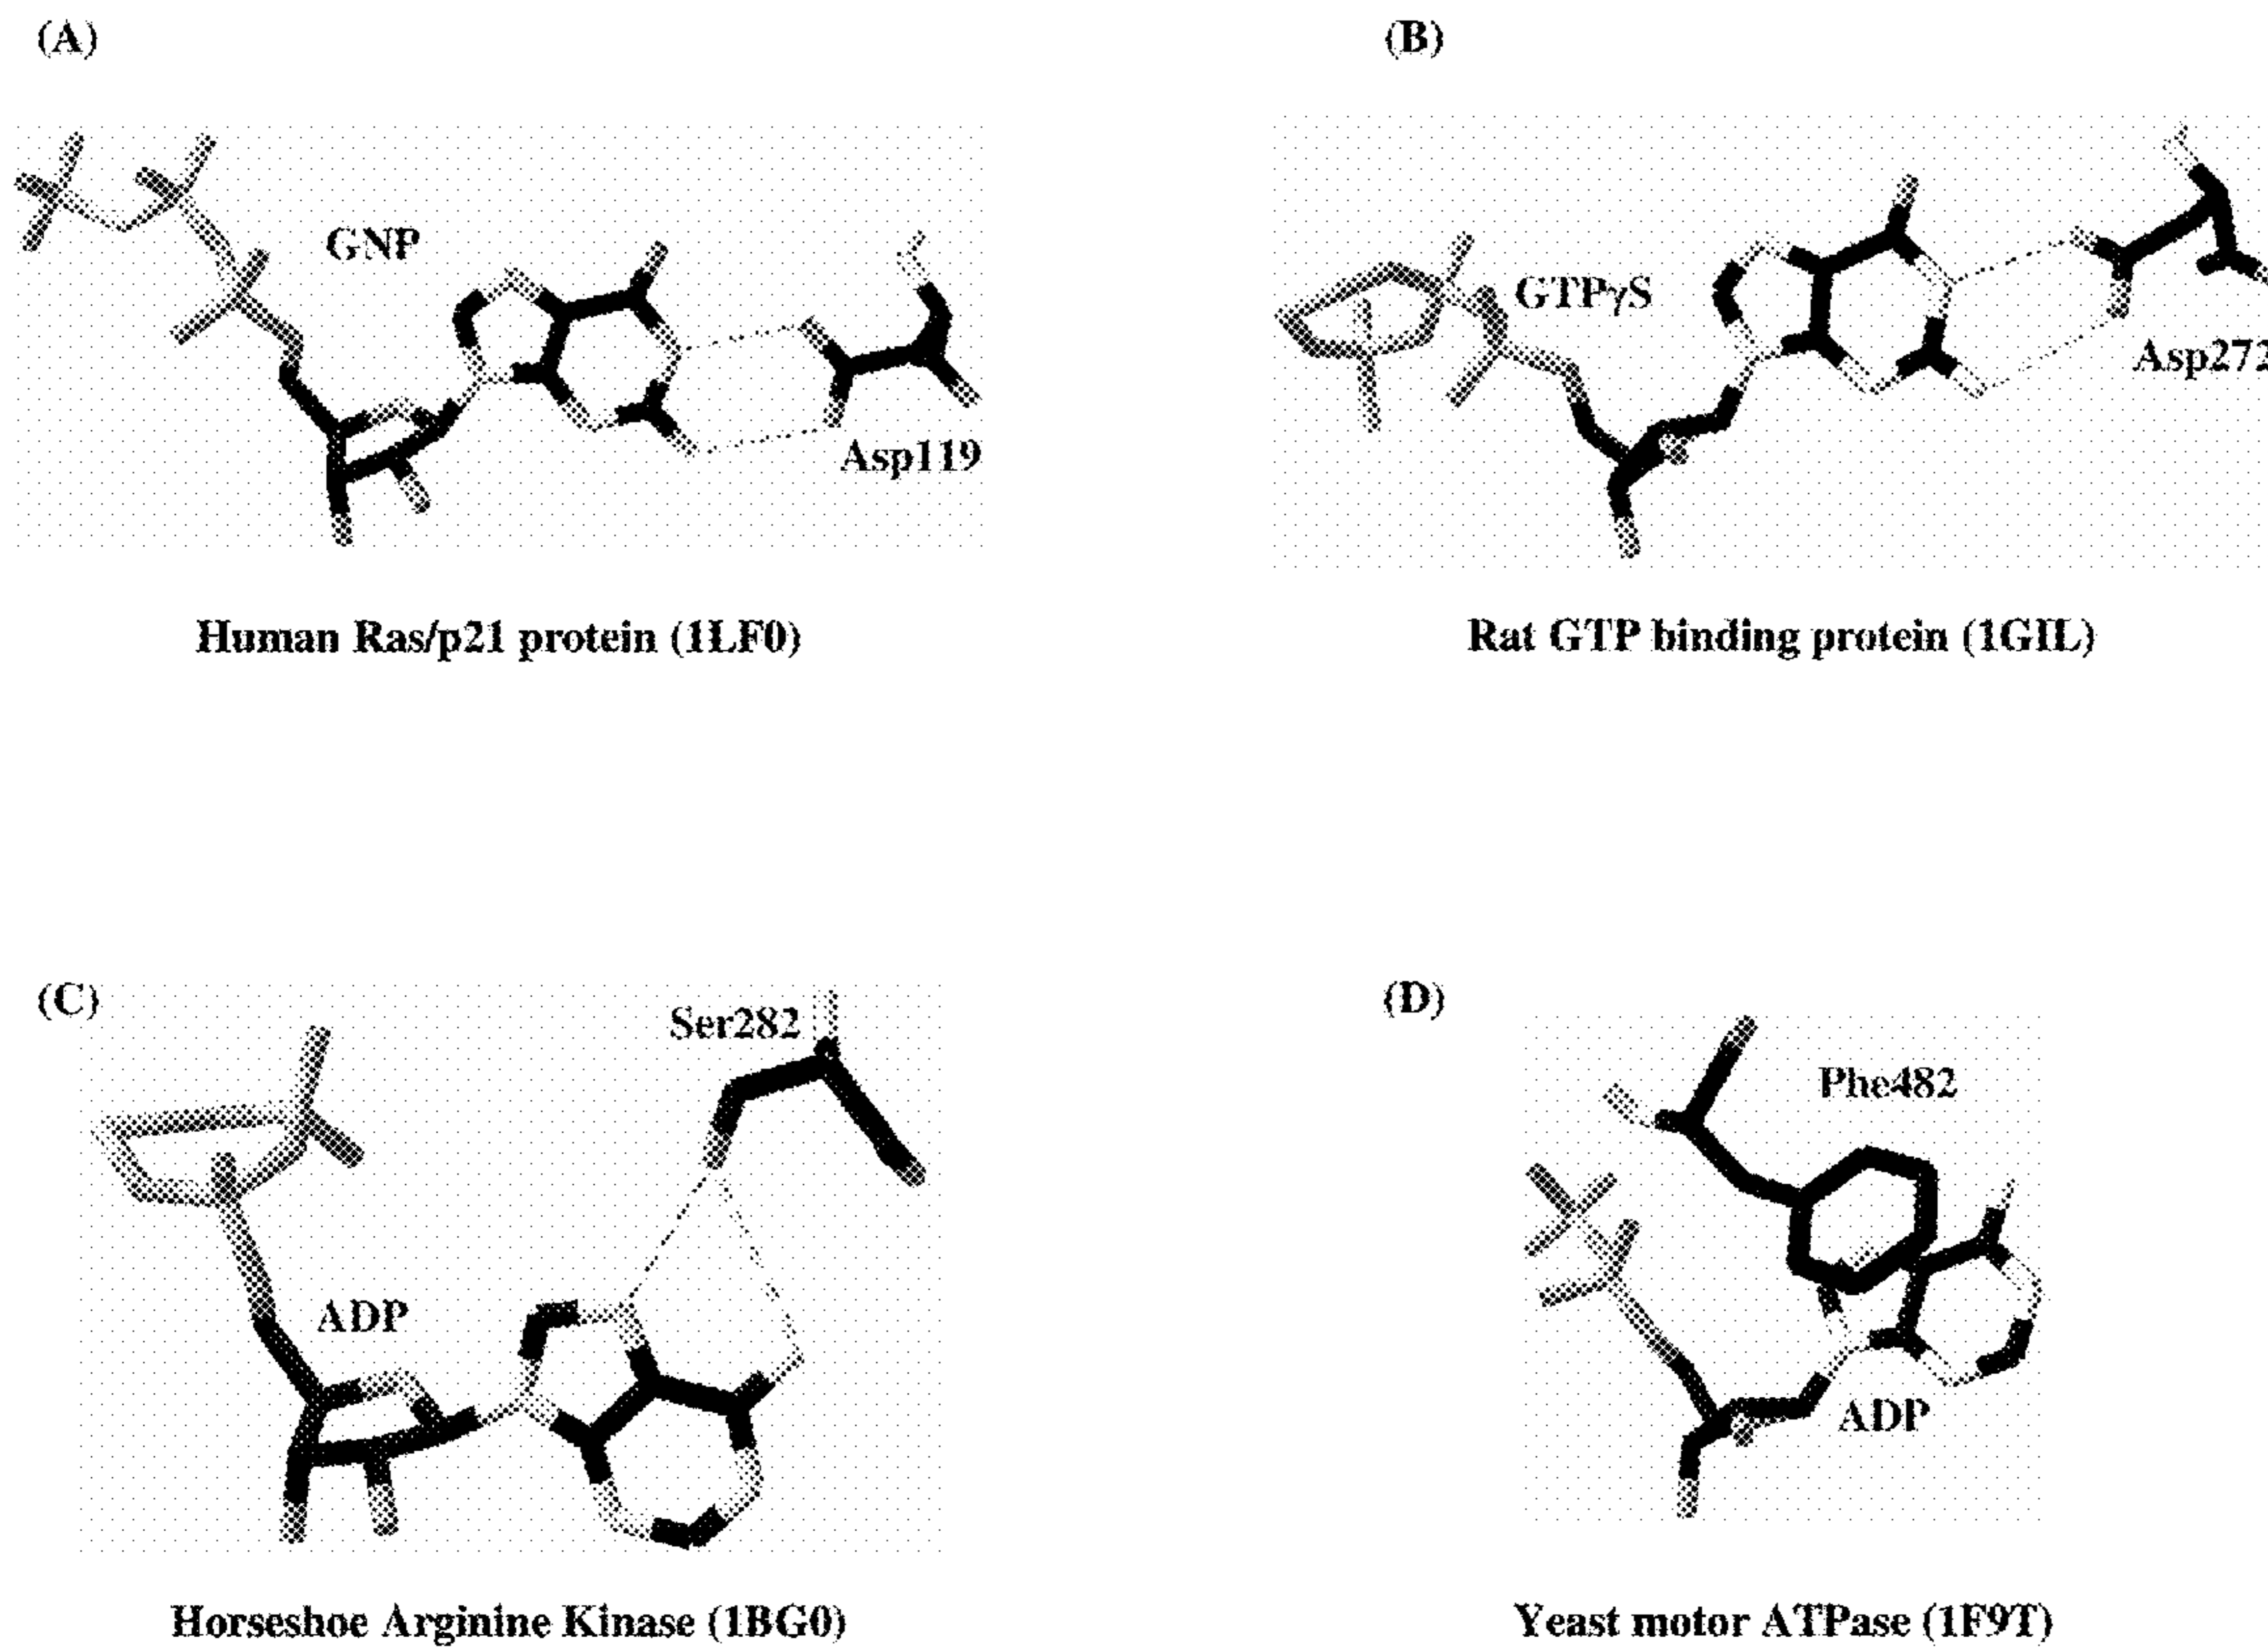 (A)
(B)
GNP
GTPγS
Asp272
Asp119
Human Ras/p21 protein (1LF0)
Rat GTP binding protein (1GIL)
(C)
(D)
Ser282
Phe482
ADP
ADP
Horseshoe Arginine Kinase (1BG0)
Yeast motor ATPase (1F9T)